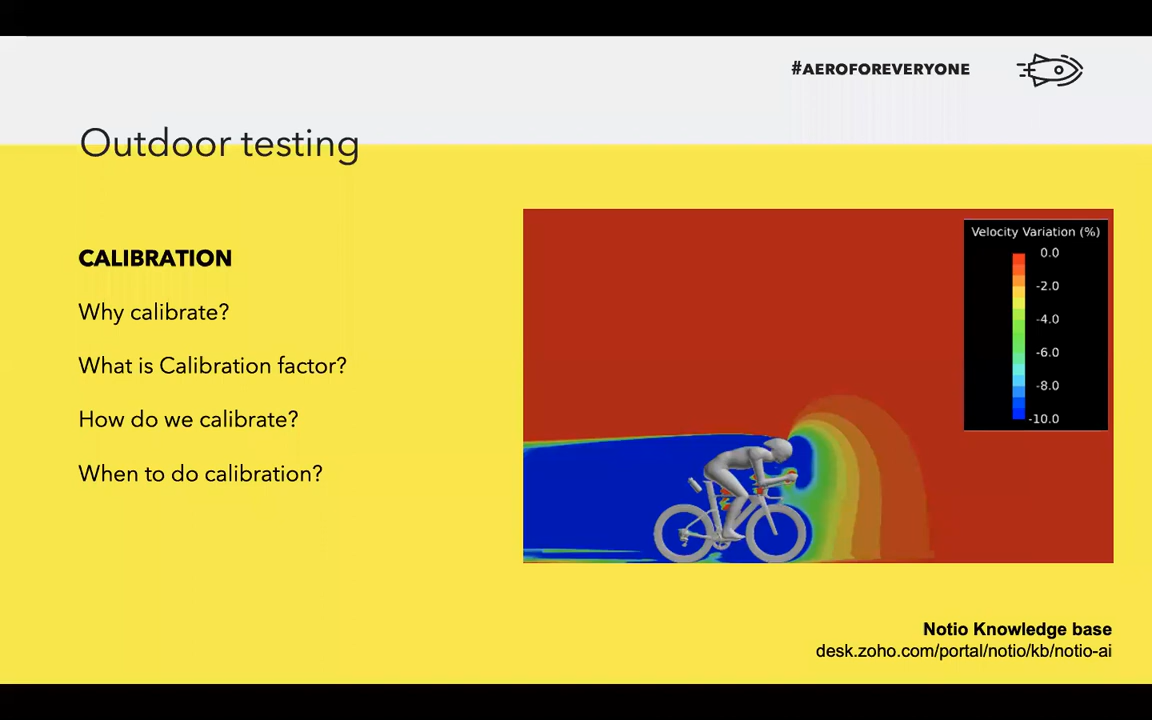 #AEROFOREVERYONE
Outdoor testing
CALIBRATION
Why calibrate?
What is Calibration factor?
How do we calibrate?
When to do calibration?
Velocity Variation (%)
0.0
-2.0
-4.0
-6.0
-8.0
-10.0
Notio Knowledge base
desk.zoho.com/portal/notio/kb/notio-ai